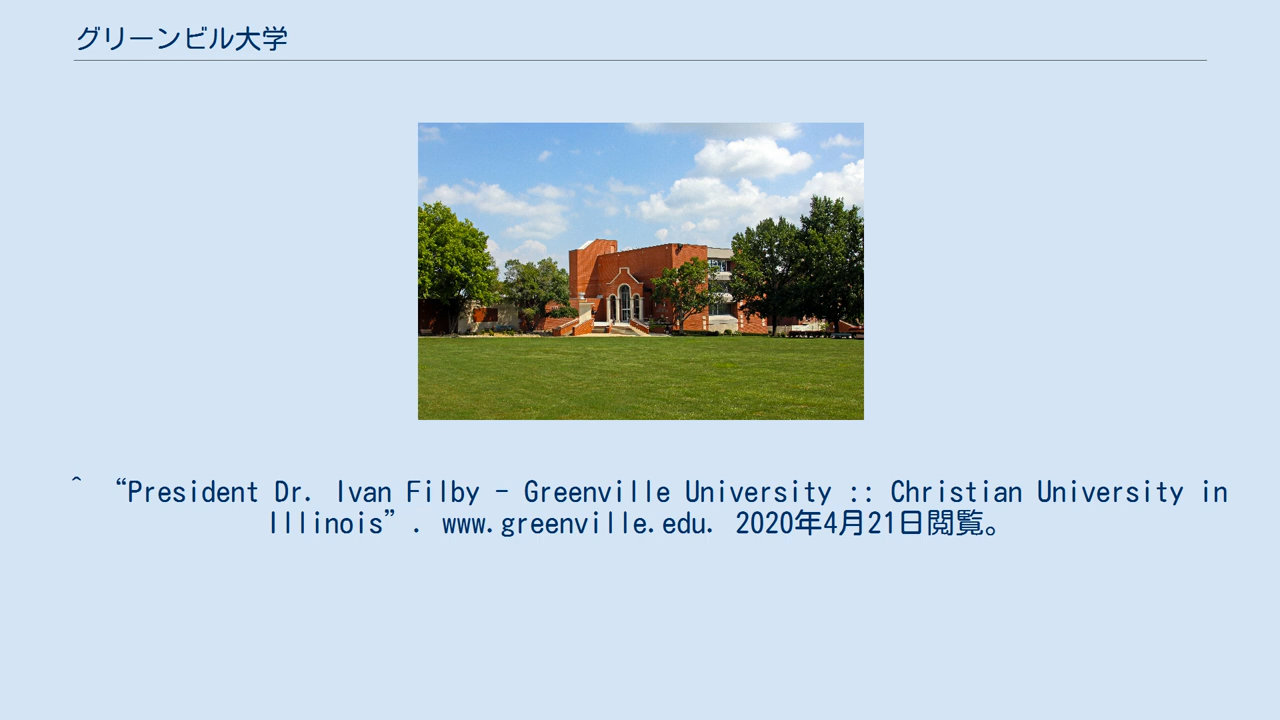 グリーンビル大学
^ “President Dr. Ivan Filby - Greenville University :: Christian University in
Illinois”. www.greenville.edu. 2020年4月21日閲覧。